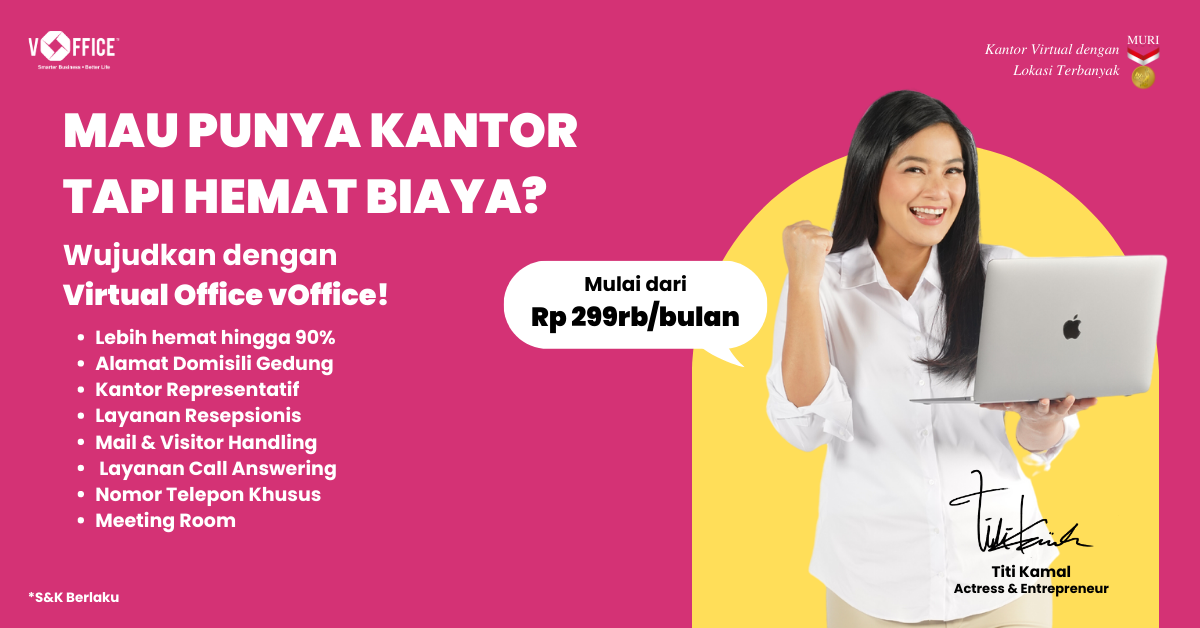 VOFFICE
Smarter Business • Better Life
Kantor Virtual dengan
Lokasi Terbanyak
MURI
MAU PUNYA KANTOR
TAPI HEMAT BIAYA?
Wujudkan dengan
Virtual Office vOffice!
• Lebih hemat hingga 90%
• Alamat Domisili Gedung
• Kantor Representatif
• Layanan Resepsionis
• Mail & Visitor Handling
• Layanan Call Answering
• Nomor Telepon Khusus
• Meeting Room
Mulai dari
Rp 299rb/bulan
Titi Kamal
Titi Kamal
Actress & Entrepreneur
*S&K Berlaku